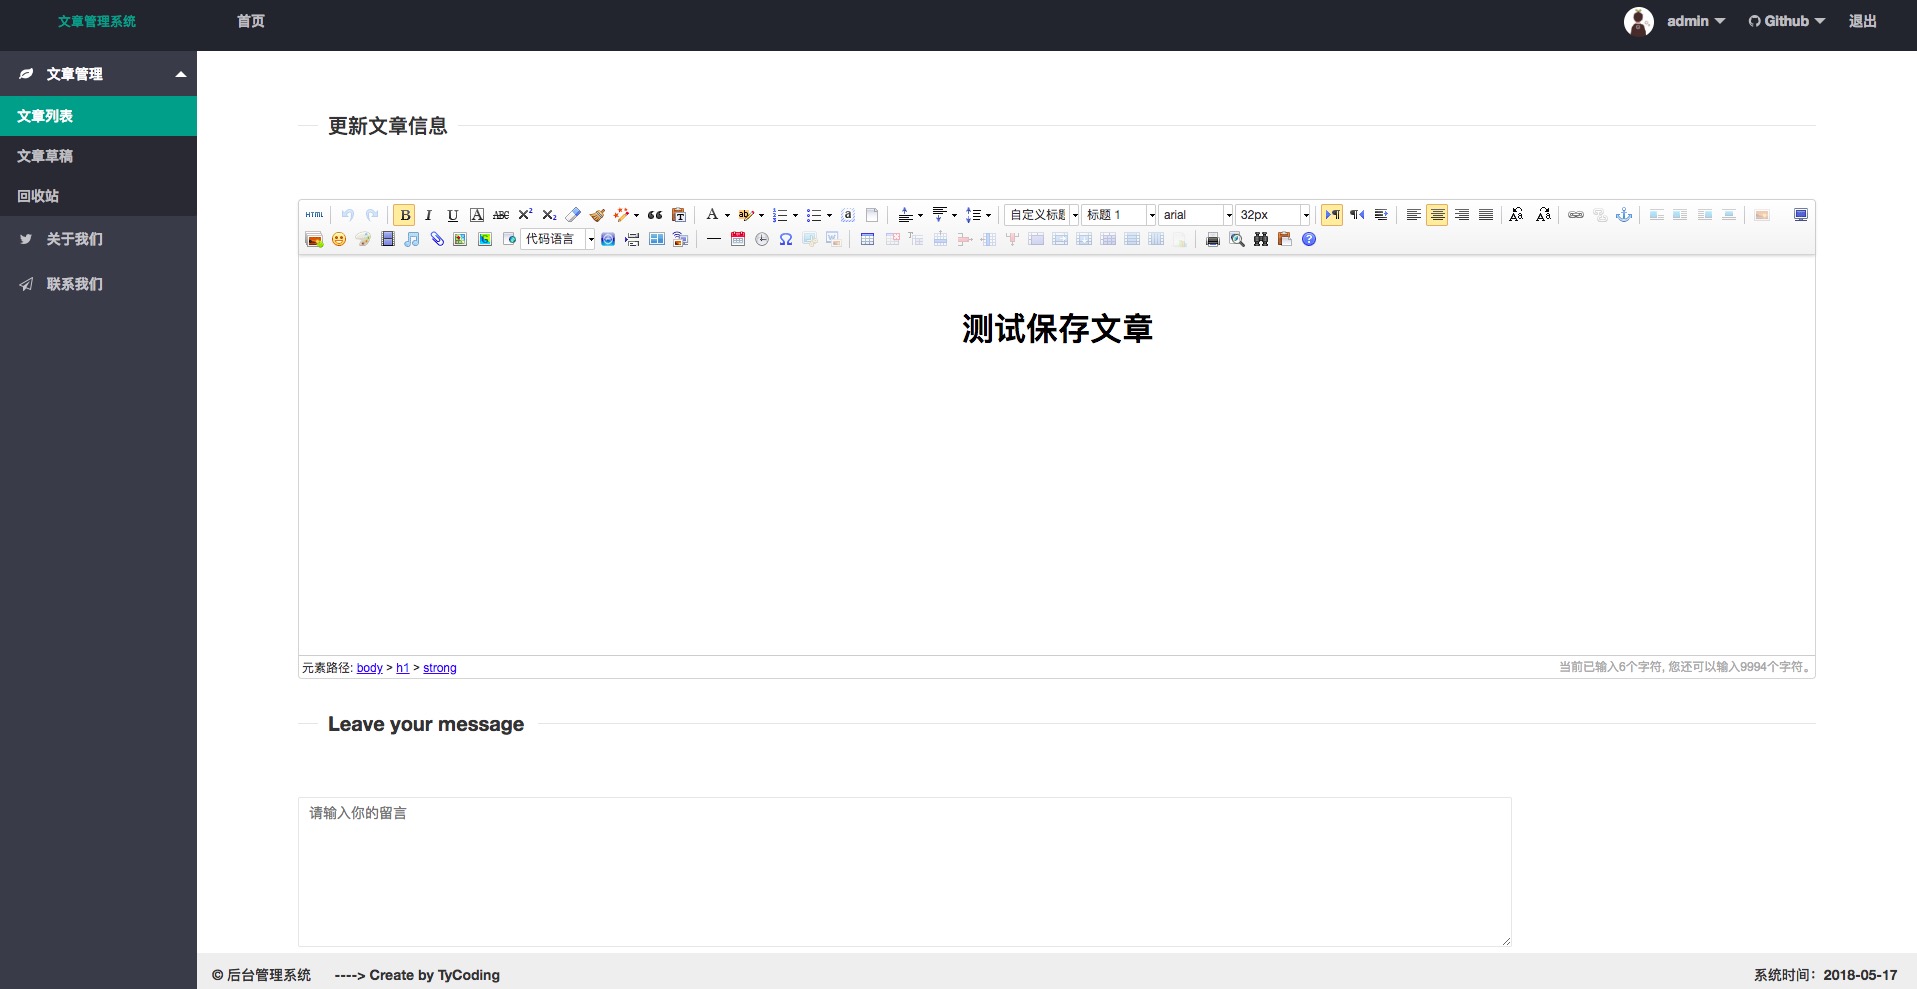 文章管理系统 首页 admin Github 退出
文章管理
文章列表
文章草稿
回收站
关于我们
联系我们
更新文章信息
HTML B I U A ABC X² X₂ A ab a 自定义标题 标题 1 arial 32px
代码语言 Ω
测试保存文章
元素路径: body > h1 > strong 当前已输入6个字符, 您还可以输入9994个字符。
Leave your message
请输入你的留言
© 后台管理系统 ----> Create by TyCoding 系统时间：2018-05-17